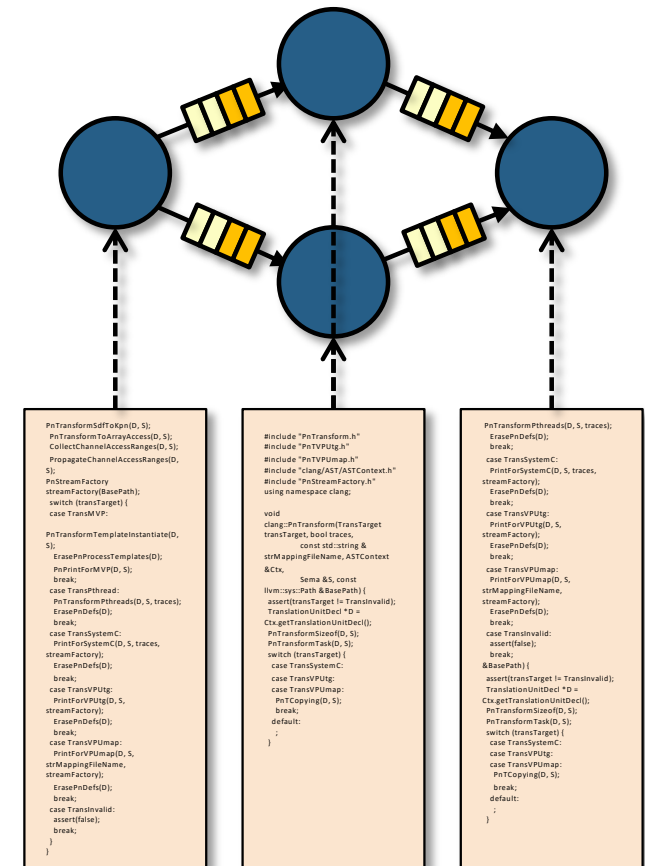 PnTransformSdfToKpn(D, S);
PnTransformToArrayAccess(D, S);
CollectChannelAccessRanges(D, S);
PropagateChannelAccessRanges(D,
S);
PnStreamFactory
streamFactory(BasePath);
switch (transTarget) {
case TransMVP:
PnTransformTemplateInstantiate(D,
S);
ErasePnProcessTemplates(D);
PnPrintForMVP(D, S);
break;
case TransPthread:
PnTransformPthreads(D, S, traces);
ErasePnDefs(D);
break;
case TransSystemC:
PrintForSystemC(D, S, traces,
streamFactory);
ErasePnDefs(D);
break;
case TransVPUtg:
PrintForVPUtg(D, S,
streamFactory);
ErasePnDefs(D);
break;
case TransVPUmap:
PrintForVPUmap(D, S,
strMappingFileName,
streamFactory);
ErasePnDefs(D);
break;
case TransInvalid:
assert(false);
break;
}
}
#include "PnTransform.h"
#include "PnTVPUtg.h"
#include "PnTVPUmap.h"
#include "clang/AST/ASTContext.h"
#include "PnStreamFactory.h"
using namespace clang;
void
clang::PnTransform(TransTarget
transTarget, bool traces,
const std::string &
strMappingFileName, ASTContext
&Ctx,
Sema &S, const
llvm::sys::Path &BasePath) {
assert(transTarget != TransInvalid);
TranslationUnitDecl *D =
Ctx.getTranslationUnitDecl();
PnTransformSizeof(D, S);
PnTransformTask(D, S);
switch (transTarget) {
case TransSystemC:
case TransVPUtg:
case TransVPUmap:
PnTCopying(D, S);
break;
default:
;
}
PnTransformPthreads(D, S, traces);
ErasePnDefs(D);
break;
case TransSystemC:
PrintForSystemC(D, S, traces,
streamFactory);
ErasePnDefs(D);
break;
case TransVPUtg:
PrintForVPUtg(D, S,
streamFactory);
ErasePnDefs(D);
break;
case TransVPUmap:
PrintForVPUmap(D, S,
strMappingFileName,
streamFactory);
ErasePnDefs(D);
break;
case TransInvalid:
assert(false);
break;
&BasePath) {
assert(transTarget != TransInvalid);
TranslationUnitDecl *D =
Ctx.getTranslationUnitDecl();
PnTransformSizeof(D, S);
PnTransformTask(D, S);
switch (transTarget) {
case TransSystemC:
case TransVPUtg:
case TransVPUmap:
PnTCopying(D, S);
break;
default:
;
}